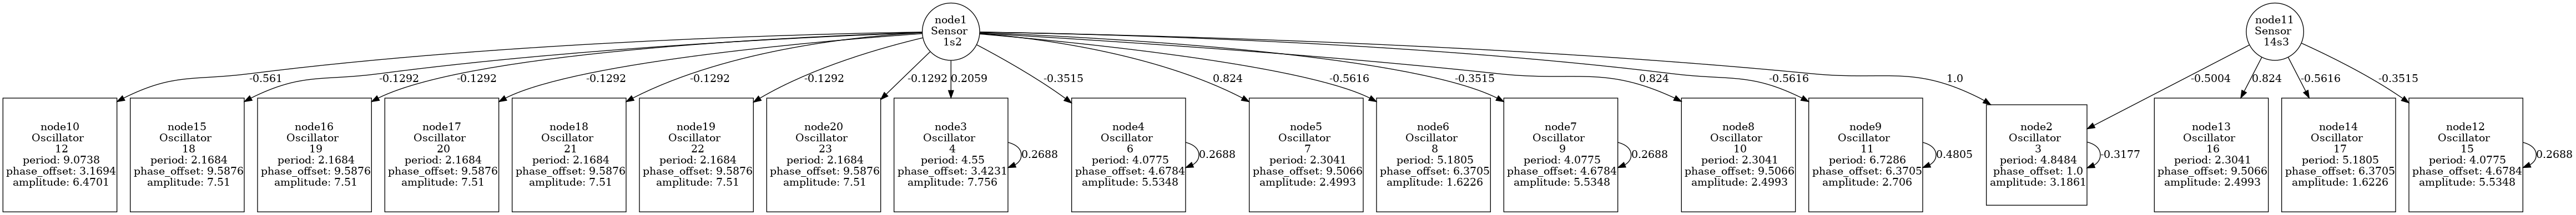 node1
Sensor
1s2
node11
Sensor
14s3
-0.561
-0.1292
-0.1292
-0.1292
-0.1292
-0.1292
-0.1292
0.2059
-0.3515
0.824
-0.5616
-0.3515
0.824
-0.5616
1.0
-0.5004
0.824
-0.5616
-0.3515
node10
Oscillator
12
period: 9.0738
phase_offset: 3.1694
amplitude: 6.4701
node15
Oscillator
18
period: 2.1684
phase_offset: 9.5876
amplitude: 7.51
node16
Oscillator
19
period: 2.1684
phase_offset: 9.5876
amplitude: 7.51
node17
Oscillator
20
period: 2.1684
phase_offset: 9.5876
amplitude: 7.51
node18
Oscillator
21
period: 2.1684
phase_offset: 9.5876
amplitude: 7.51
node19
Oscillator
22
period: 2.1684
phase_offset: 9.5876
amplitude: 7.51
node20
Oscillator
23
period: 2.1684
phase_offset: 9.5876
amplitude: 7.51
node3
Oscillator
4
period: 4.55
phase_offset: 3.4231
amplitude: 7.756
0.2688
node4
Oscillator
6
period: 4.0775
phase_offset: 4.6784
amplitude: 5.5348
0.2688
node5
Oscillator
7
period: 2.3041
phase_offset: 9.5066
amplitude: 2.4993
node6
Oscillator
8
period: 5.1805
phase_offset: 6.3705
amplitude: 1.6226
node7
Oscillator
9
period: 4.0775
phase_offset: 4.6784
amplitude: 5.5348
0.2688
node8
Oscillator
10
period: 2.3041
phase_offset: 9.5066
amplitude: 2.4993
node9
Oscillator
11
period: 6.7286
phase_offset: 6.3705
amplitude: 2.706
0.4805
node2
Oscillator
3
period: 4.8484
phase_offset: 1.0
amplitude: 3.1861
-0.3177
node13
Oscillator
16
period: 2.3041
phase_offset: 9.5066
amplitude: 2.4993
node14
Oscillator
17
period: 5.1805
phase_offset: 6.3705
amplitude: 1.6226
node12
Oscillator
15
period: 4.0775
phase_offset: 4.6784
amplitude: 5.5348
0.2688